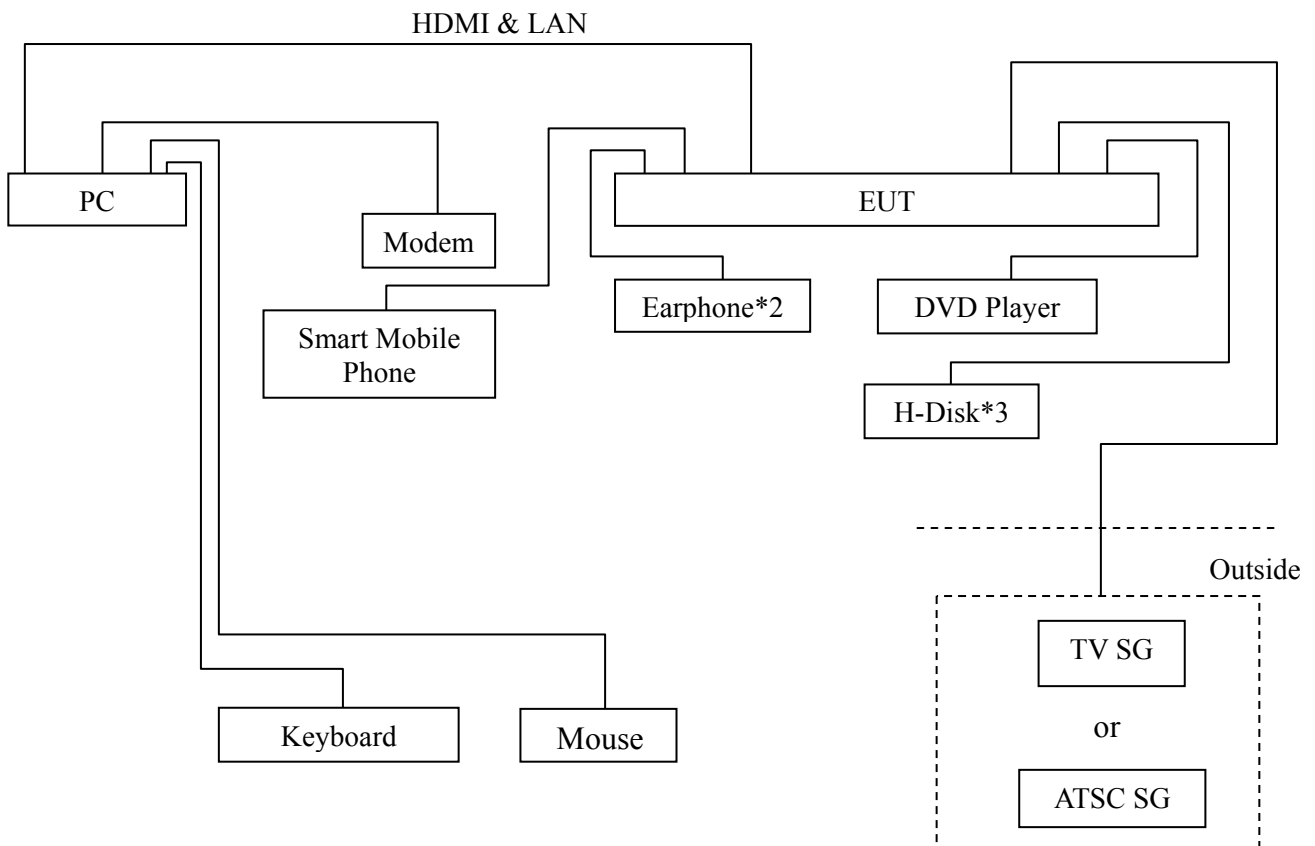 HDMI & LAN
PC
EUT
Modem
Smart Mobile
Phone
Earphone*2
DVD Player
H-Disk*3
Outside
TV SG
or
ATSC SG
Keyboard
Mouse